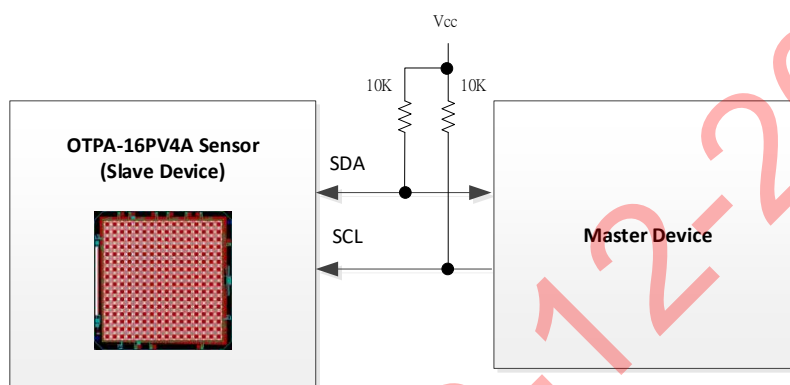 Vcc
10K
10K
OTPA-16PV4A Sensor
(Slave Device)
SDA
SCL
Master Device